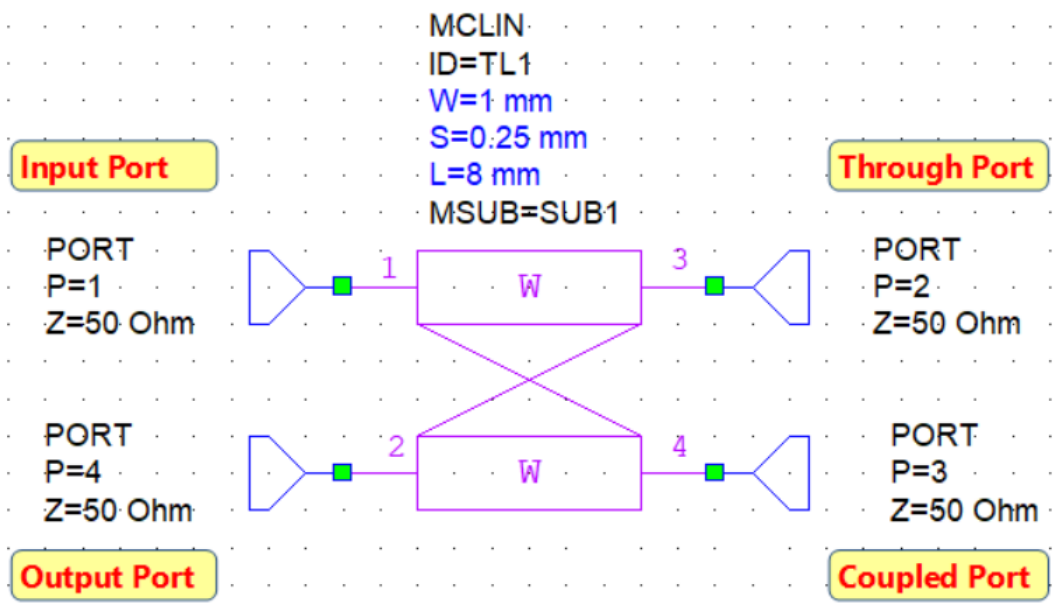 MCLIN
ID=TL1
W=1 mm
S=0.25 mm
L=8 mm
MSUB=SUB1
Input Port
Through Port
PORT
P=1
Z=50 Ohm
1
W
3
PORT
P=2
Z=50 Ohm
PORT
P=4
Z=50 Ohm
2
W
4
PORT
P=3
Z=50 Ohm
Output Port
Coupled Port